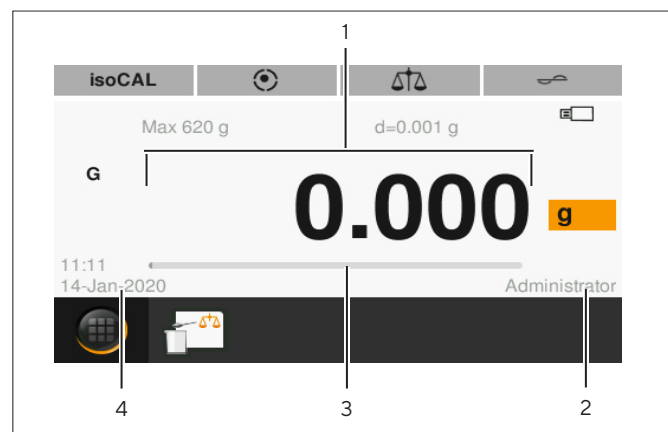 1
isoCAL
Max 620 g d=0.001 g
G
0.000 g
11:11
14-Jan-2020 Administrator
4 3 2